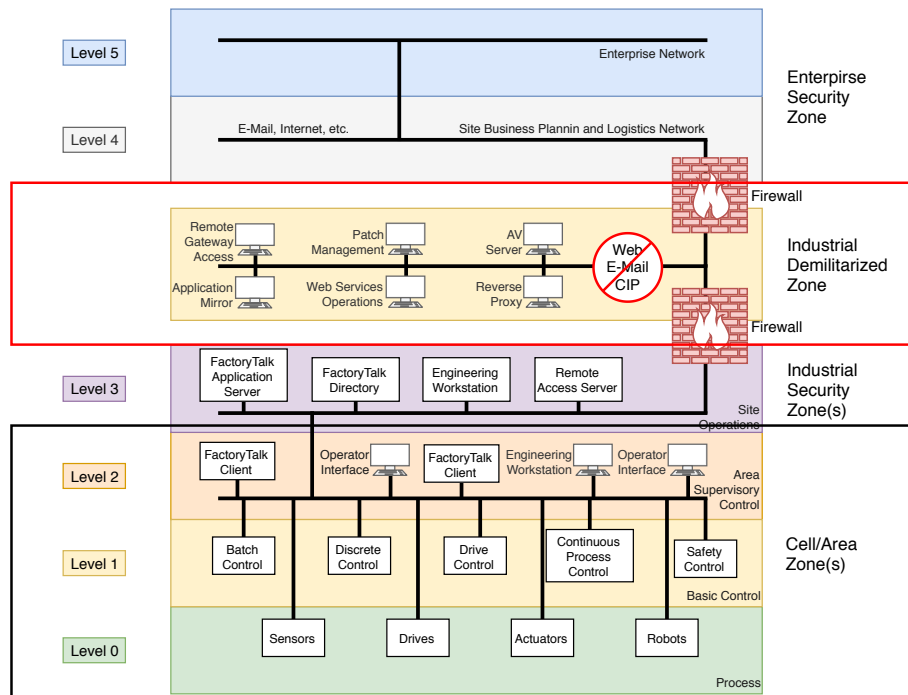 Level 5
Enterprise Network
Enterpirse
Security
Zone
Level 4
E-Mail, Internet, etc.
Site Business Plannin and Logistics Network
Firewall
Remote
Gateway
Access
Patch
Management
AV
Server
Web
E-Mail
CIP
Application
Mirror
Web Services
Operations
Reverse
Proxy
Industrial
Demilitarized
Zone
Firewall
Level 3
FactoryTalk
Application
Server
FactoryTalk
Directory
Engineering
Workstation
Remote
Access Server
Site
Operations
Industrial
Security
Zone(s)
Level 2
FactoryTalk
Client
Operator
Interface
FactoryTalk
Client
Engineering
Workstation
Operator
Interface
Area
Supervisory
Control
Level 1
Batch
Control
Discrete
Control
Drive
Control
Continuous
Process
Control
Safety
Control
Basic Control
Cell/Area
Zone(s)
Level 0
Sensors
Drives
Actuators
Robots
Process